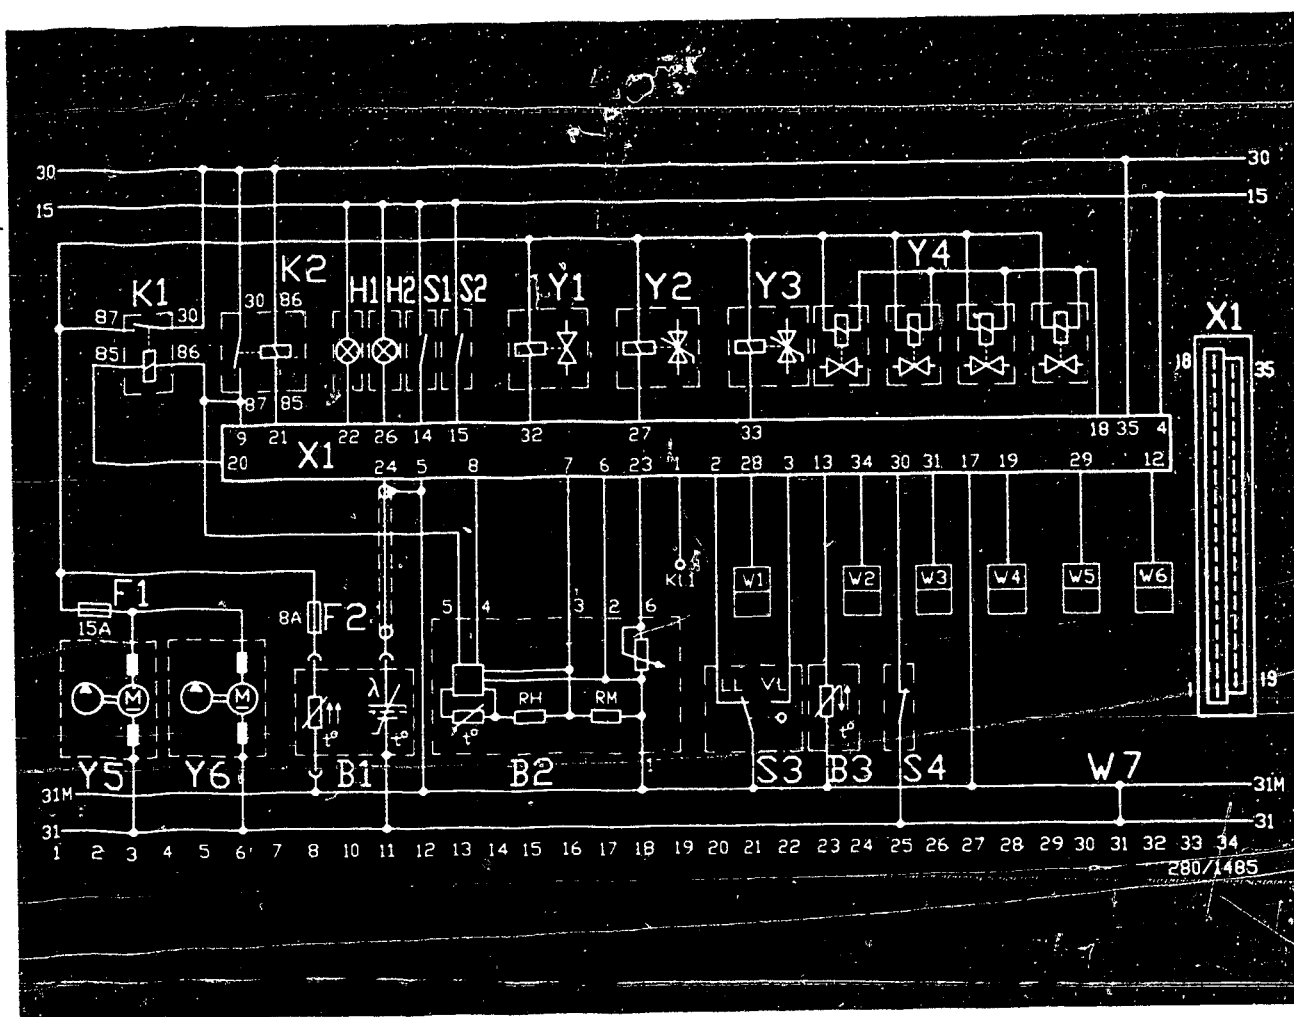 30 30
15 15
K1 K2 H1 H2 S1 S2 Y1 Y2 Y3 Y4
87 30 30 86
85 86
87 85
X1
18 35
1 19
9 21 22 26 14 15 32 27 33 18 35 4
20 X1 24 5 8 7 6 23 1 2 28 3 13 34 30 31 17 19 29 12
KL1 W1 W2 W3 W4 W5 W6
F1 8A F2 5 4 3 2 6
15A
M M λ LL VL
RH RM
t° t° t° t°
Y5 Y6 B1 B2 1 S3 B3 S4 W7
31M 31M
31 31
1 2 3 4 5 6 7 8 10 11 12 13 14 15 16 17 18 19 20 21 22 23 24 25 26 27 28 29 30 31 32 33 34
280/1485